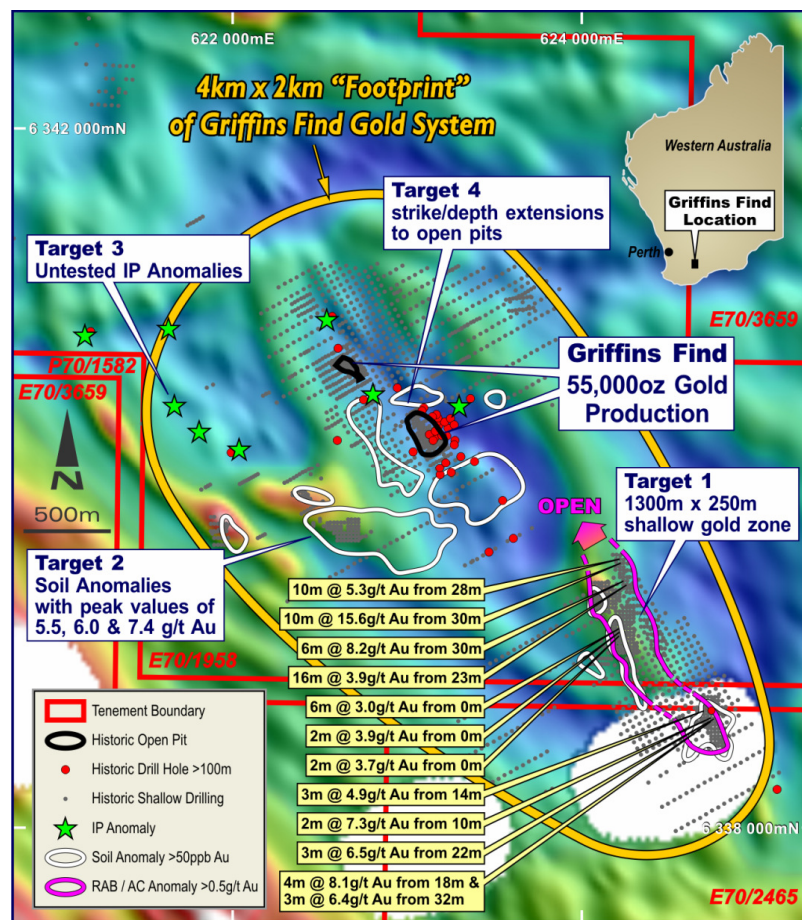 622 000mE
624 000mE
4km x 2km “Footprint”
of Griffins Find Gold System
6 342 000mN
Western Australia
Griffins Find
Location
Perth
Target 4
strike/depth extensions
to open pits
Target 3
Untested IP Anomalies
E70/3659
P70/1582
E70/3659
Griffins Find
55,000oz Gold
Production
N
500m
Target 1
1300m x 250m
shallow gold zone
OPEN
Target 2
Soil Anomalies
with peak values of
5.5, 6.0 & 7.4 g/t Au
E70/1958
10m @ 5.3g/t Au from 28m
10m @ 15.6g/t Au from 30m
6m @ 8.2g/t Au from 30m
16m @ 3.9g/t Au from 23m
6m @ 3.0g/t Au from 0m
2m @ 3.9g/t Au from 0m
2m @ 3.7g/t Au from 0m
3m @ 4.9g/t Au from 14m
2m @ 7.3g/t Au from 10m
3m @ 6.5g/t Au from 22m
4m @ 8.1g/t Au from 18m &
3m @ 6.4g/t Au from 32m
6 338 000mN
E70/2465
Tenement Boundary
Historic Open Pit
Historic Drill Hole >100m
Historic Shallow Drilling
IP Anomaly
Soil Anomaly >50ppb Au
RAB / AC Anomaly >0.5g/t Au